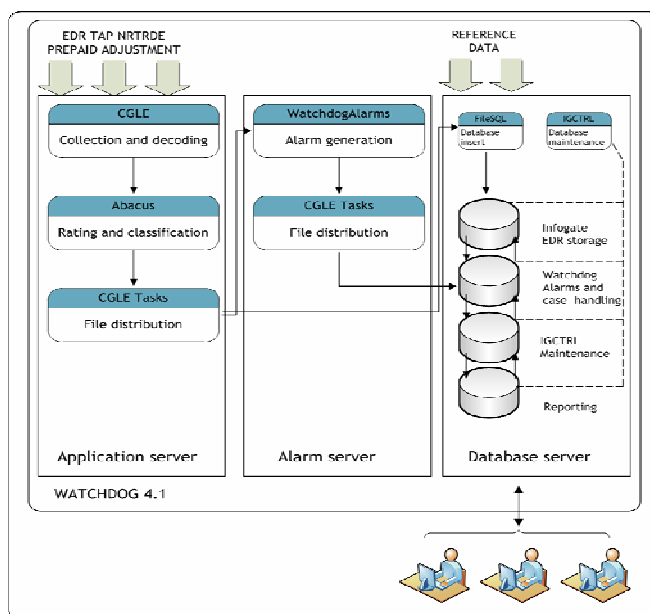 EDR TAP NRTRDE
PREPAID ADJUSTMENT
REFERENCE
DATA
CGLE
Collection and decoding
Abacus
Rating and classification
CGLE Tasks
File distribution
Application server
WatchdogAlarms
Alarm generation
CGLE Tasks
File distribution
Alarm server
FileSQL
Database
insert
IGCTRL
Database
maintenance
Infogate
EDR storage
Watchdog
Alarms and
case handling
IGCTRL
Maintenance
Reporting
Database server
WATCHDOG 4.1